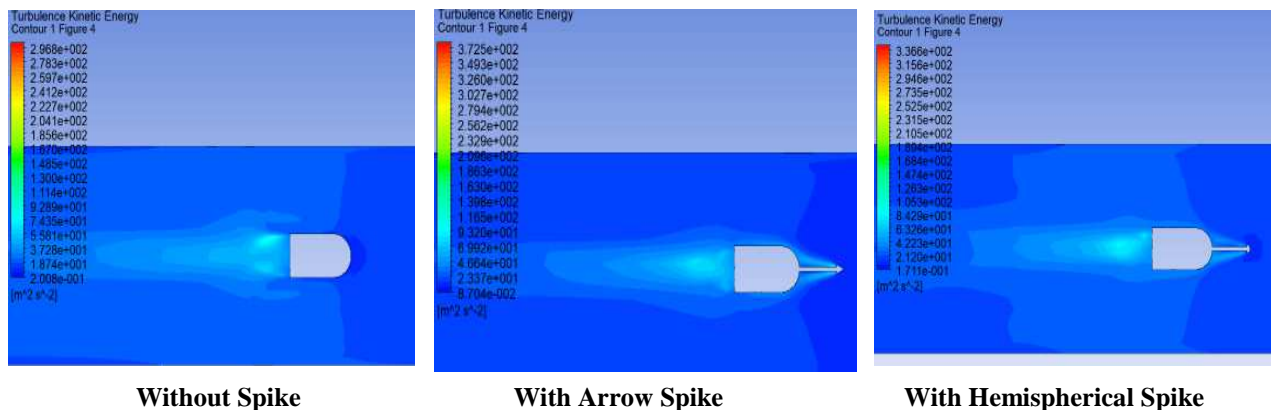 Turbulence Kinetic Energy
Contour 1 Figure 4
2.968e+002
2.783e+002
2.597e+002
2.412e+002
2.227e+002
2.041e+002
1.856e+002
1.670e+002
1.485e+002
1.300e+002
1.114e+002
9.289e+001
7.435e+001
5.581e+001
3.728e+001
1.874e+001
2.008e-001
[m^2 s^-2]
Without Spike
Turbulence Kinetic Energy
Contour 1 Figure 4
3.725e+002
3.493e+002
3.260e+002
3.027e+002
2.794e+002
2.562e+002
2.329e+002
2.096e+002
1.863e+002
1.630e+002
1.398e+002
1.165e+002
9.320e+001
6.992e+001
4.664e+001
2.337e+001
8.704e-002
[m^2 s^-2]
With Arrow Spike
Turbulence Kinetic Energy
Contour 1 Figure 4
3.366e+002
3.156e+002
2.946e+002
2.735e+002
2.525e+002
2.315e+002
2.105e+002
1.894e+002
1.684e+002
1.474e+002
1.263e+002
1.053e+002
8.429e+001
6.326e+001
4.223e+001
2.120e+001
1.711e-001
[m^2 s^-2]
With Hemispherical Spike